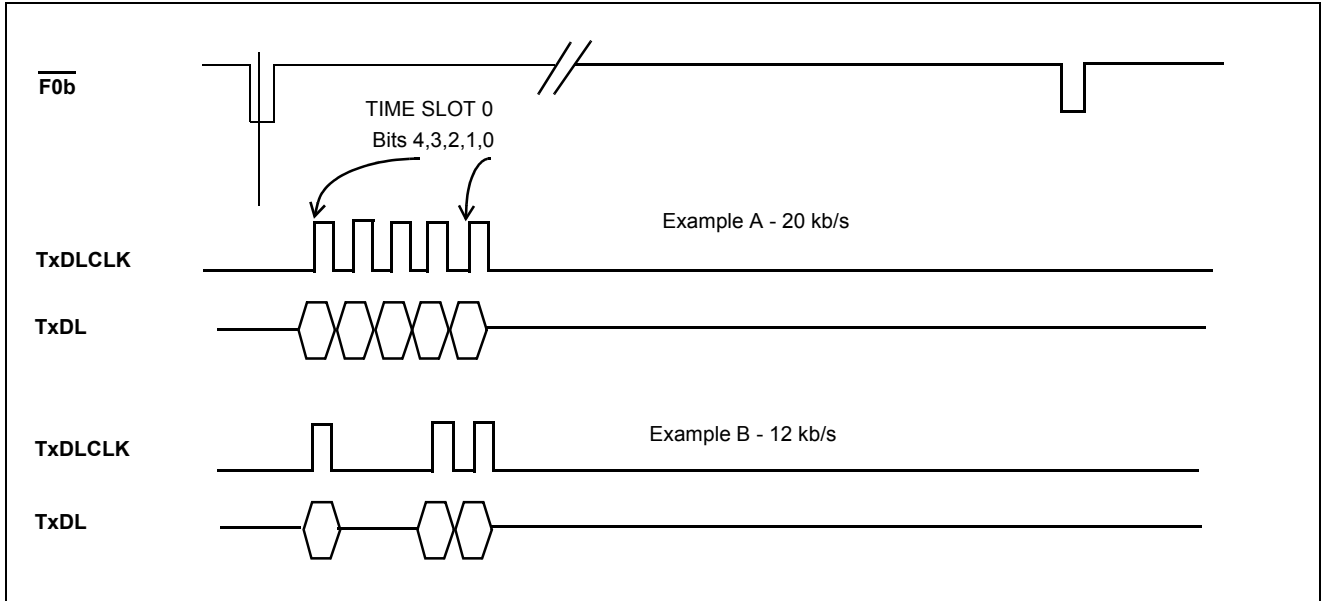 F0b
TIME SLOT 0
Bits 4,3,2,1,0
Example A - 20 kb/s
TxDLCLK
TxDL
Example B - 12 kb/s
TxDLCLK
TxDL